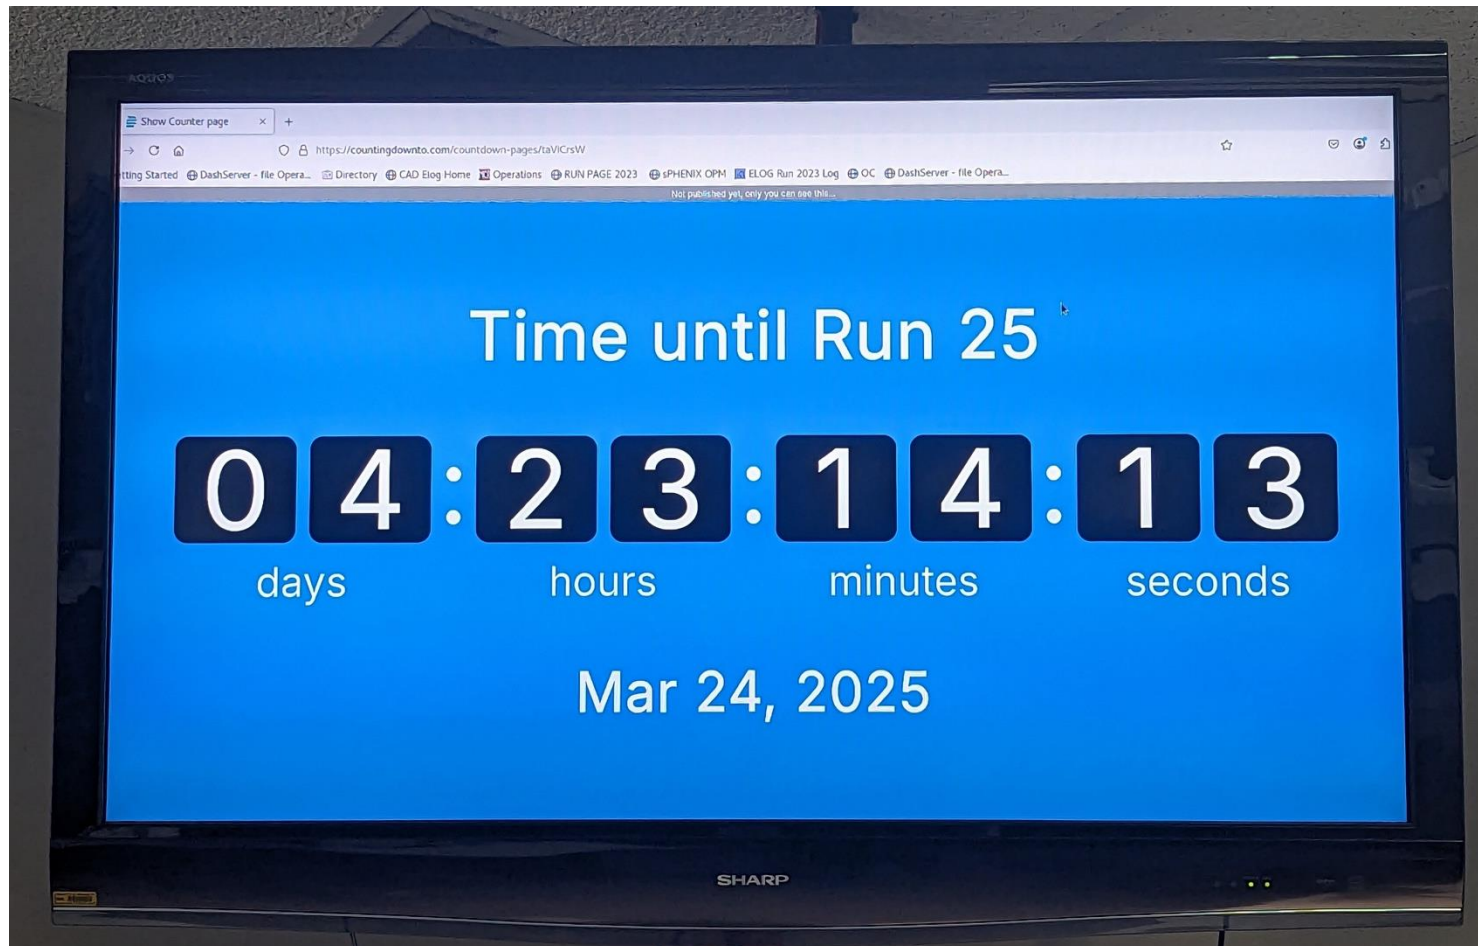 AQUOS
Show Counter page
https://countingdownto.com/countdown-pages/taViCrsW
tting Started DashServer - file Opera... Directory CAD Elog Home Operations RUN PAGE 2023 sPHENIX OPM ELOG Run 2023 Log OC DashServer - file Opera...
Not published yet, only you can see this...
Time until Run 25
04:23:14:13
days hours minutes seconds
Mar 24, 2025
SHARP